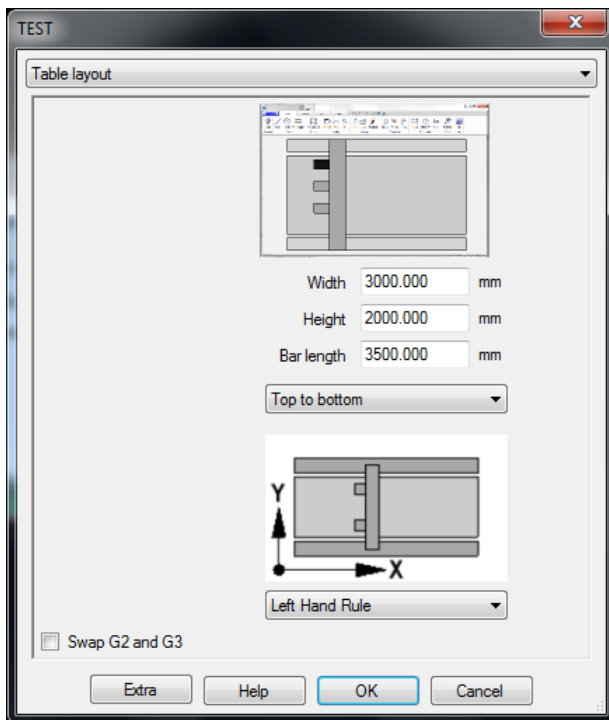 TEST
Table layout
Width 3000.000 mm
Height 2000.000 mm
Bar length 3500.000 mm
Top to bottom
Y
X
Left Hand Rule
Swap G2 and G3
Extra Help OK Cancel